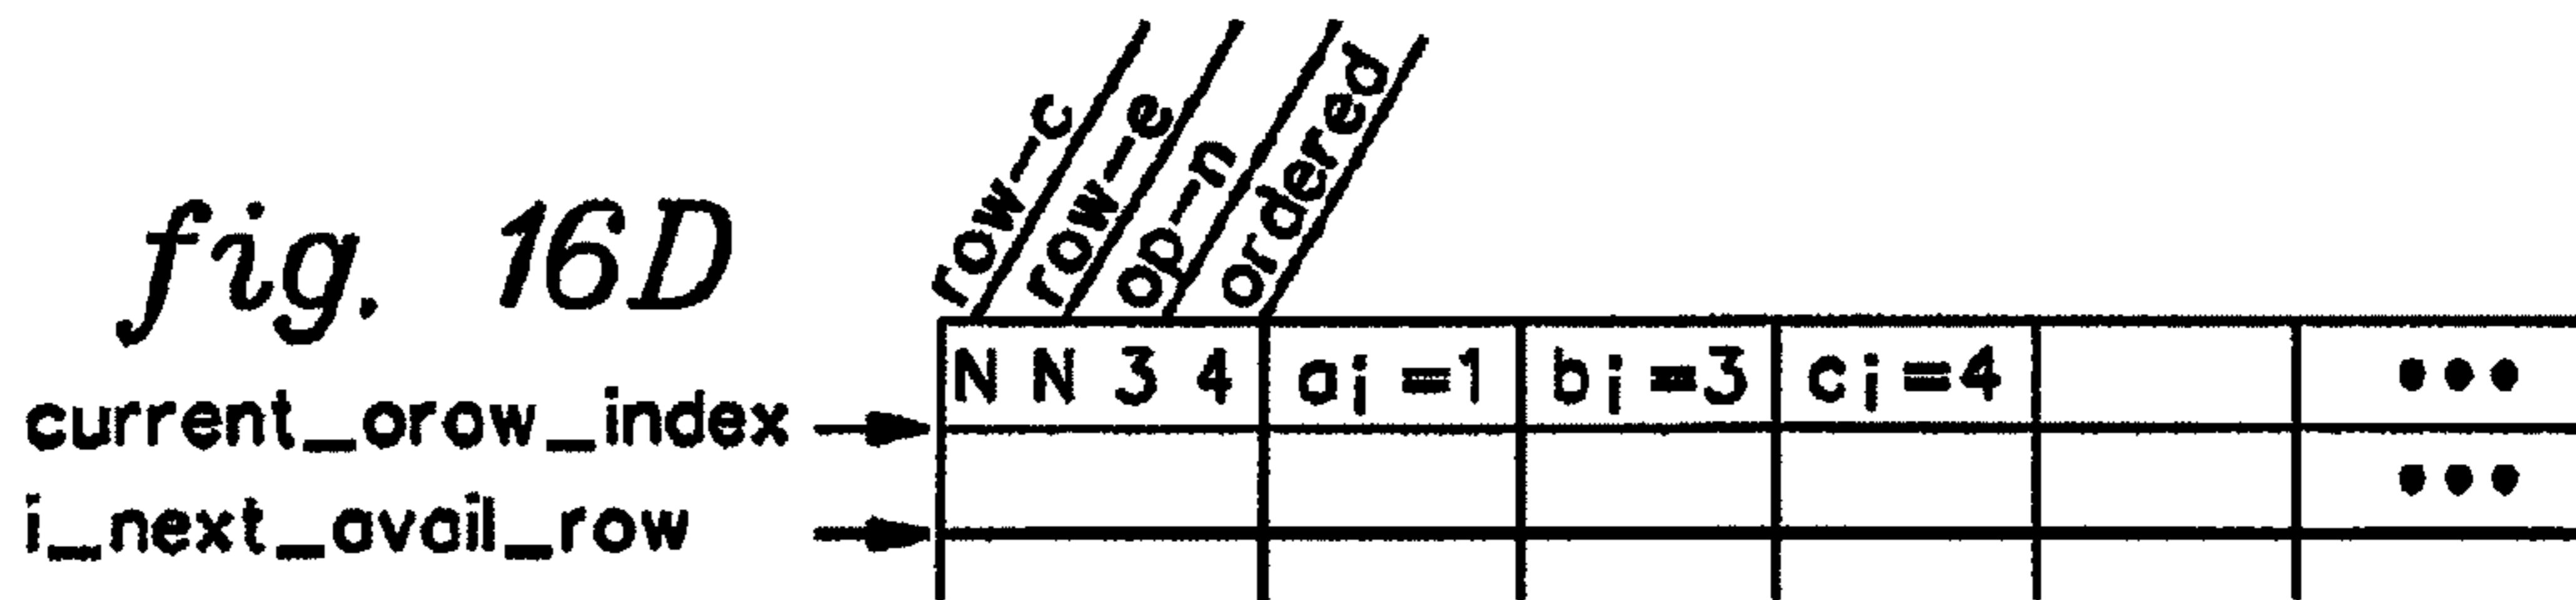 row-c row-e op-n ordered
fig. 16D
N N 3 4 ai=1 bi=3 ci=4 •••
current_orow_index
•••
i_next_avail_row